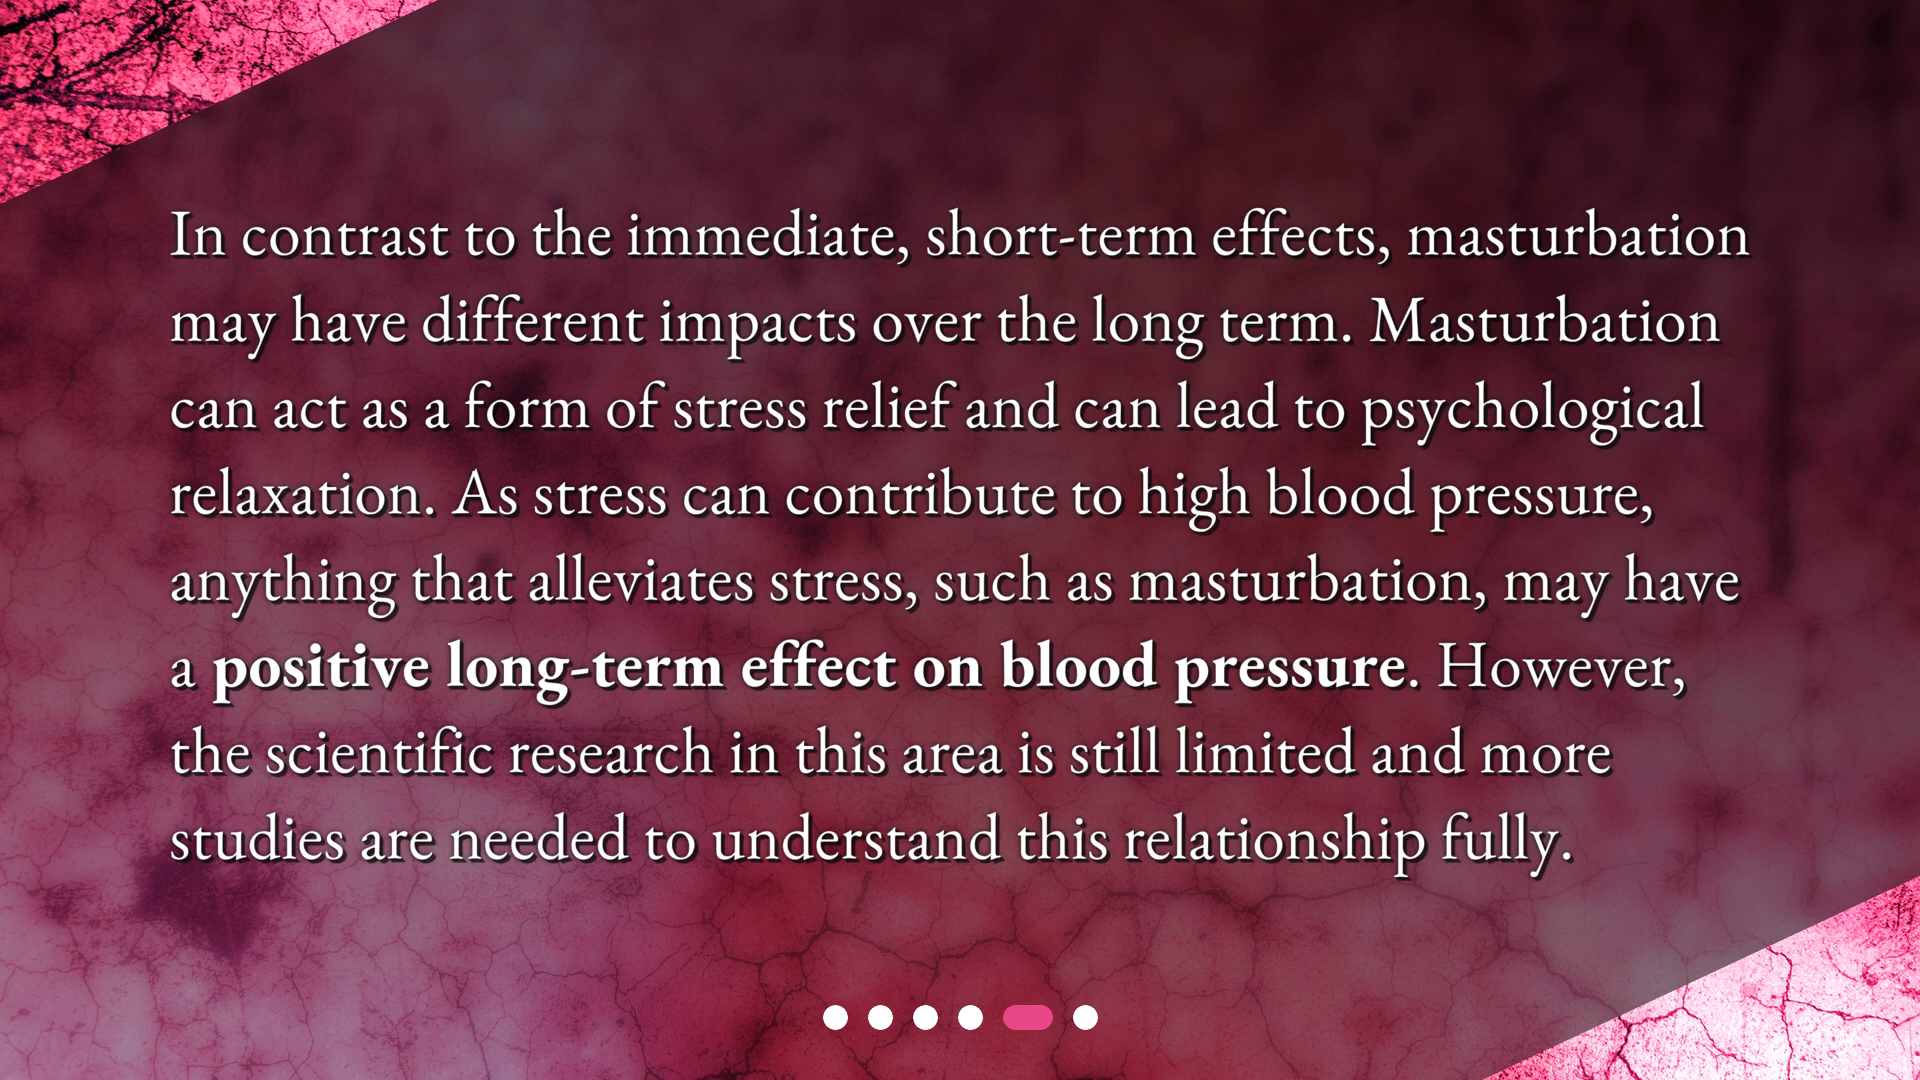 In contrast to the immediate, short-term effects, masturbation
may have different impacts over the long term. Masturbation
can act as a form of stress relief and can lead to psychological
relaxation. As stress can contribute to high blood pressure,
anything that alleviates stress, such as masturbation, may have
a positive long-term effect on blood pressure. However,
the scientific research in this area is still limited and more
studies are needed to understand this relationship fully.